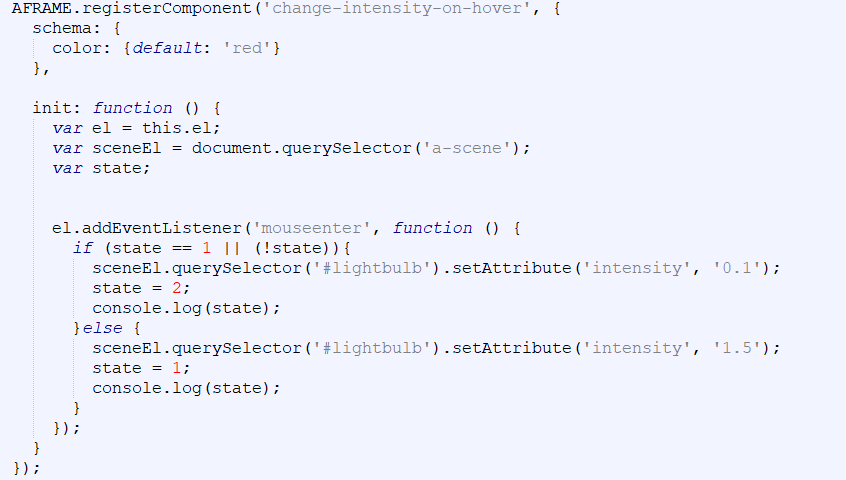 AFRAME.registerComponent('change-intensity-on-hover', {
  schema: {
    color: {default: 'red'}
  },
  init: function () {
    var el = this.el;
    var sceneEl = document.querySelector('a-scene');
    var state;
    el.addEventListener('mouseenter', function () {
      if (state == 1 || (!state)){
        sceneEl.querySelector('#lightbulb').setAttribute('intensity', '0.1');
        state = 2;
        console.log(state);
      }else {
        sceneEl.querySelector('#lightbulb').setAttribute('intensity', '1.5');
        state = 1;
        console.log(state);
      }
    });
  }
});